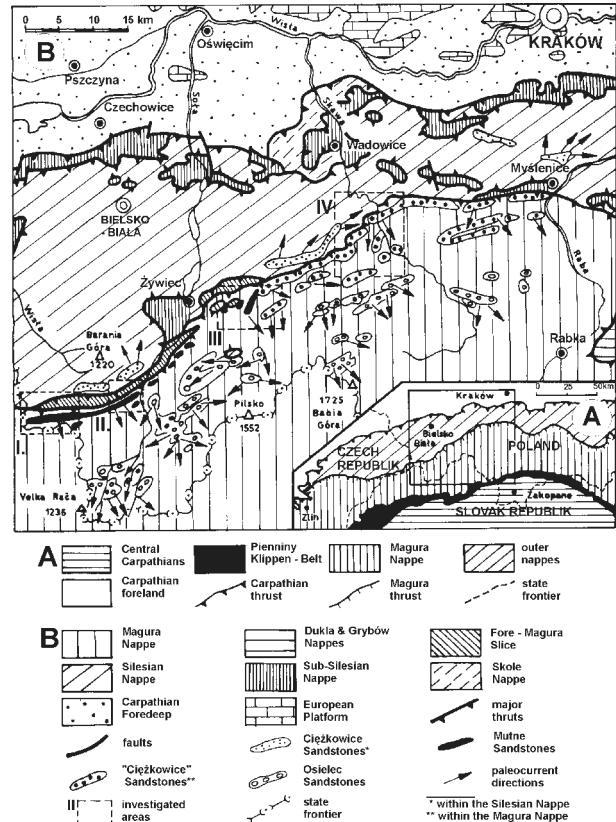 0 5 10 15 km
B
Wisła
KRAKÓW
Oświęcim
Pszczyna
Czechowice
Soła
Skawa
Wadowice
Myślenice
BIELSKO
-BIAŁA
IV
Żywiec
Raba
Wisła
III
Barania
Góra
1220
Rabka
Pilsko
1552
1725
Babia
Góra
I.
II.
Velka Rača
1236
0 25 50km
Kraków
A
Bielsko
Biała
POLAND
CZECH
REPUBLIK
Zlin
Zakopane
SLOVAK REPUBLIK
A
Central
Carpathians
Pienniny
Klippen - Belt
Magura
Nappe
outer
nappes
Carpathian
foreland
Carpathian
thrust
Magura
thrust
state
frontier
B
Magura
Nappe
Dukla & Grybów
Nappes
Fore - Magura
Slice
Silesian
Nappe
Sub-Silesian
Nappe
Skole
Nappe
Carpathian
Foredeep
European
Platform
major
thruts
faults
Ciężkowice
Sandstones*
Mutne
Sandstones
"Ciężkowice"
Sandstones**
Osielec
Sandstones
paleocurrent
directions
II investigated
areas
state
frontier
* within the Silesian Nappe
** within the Magura Nappe